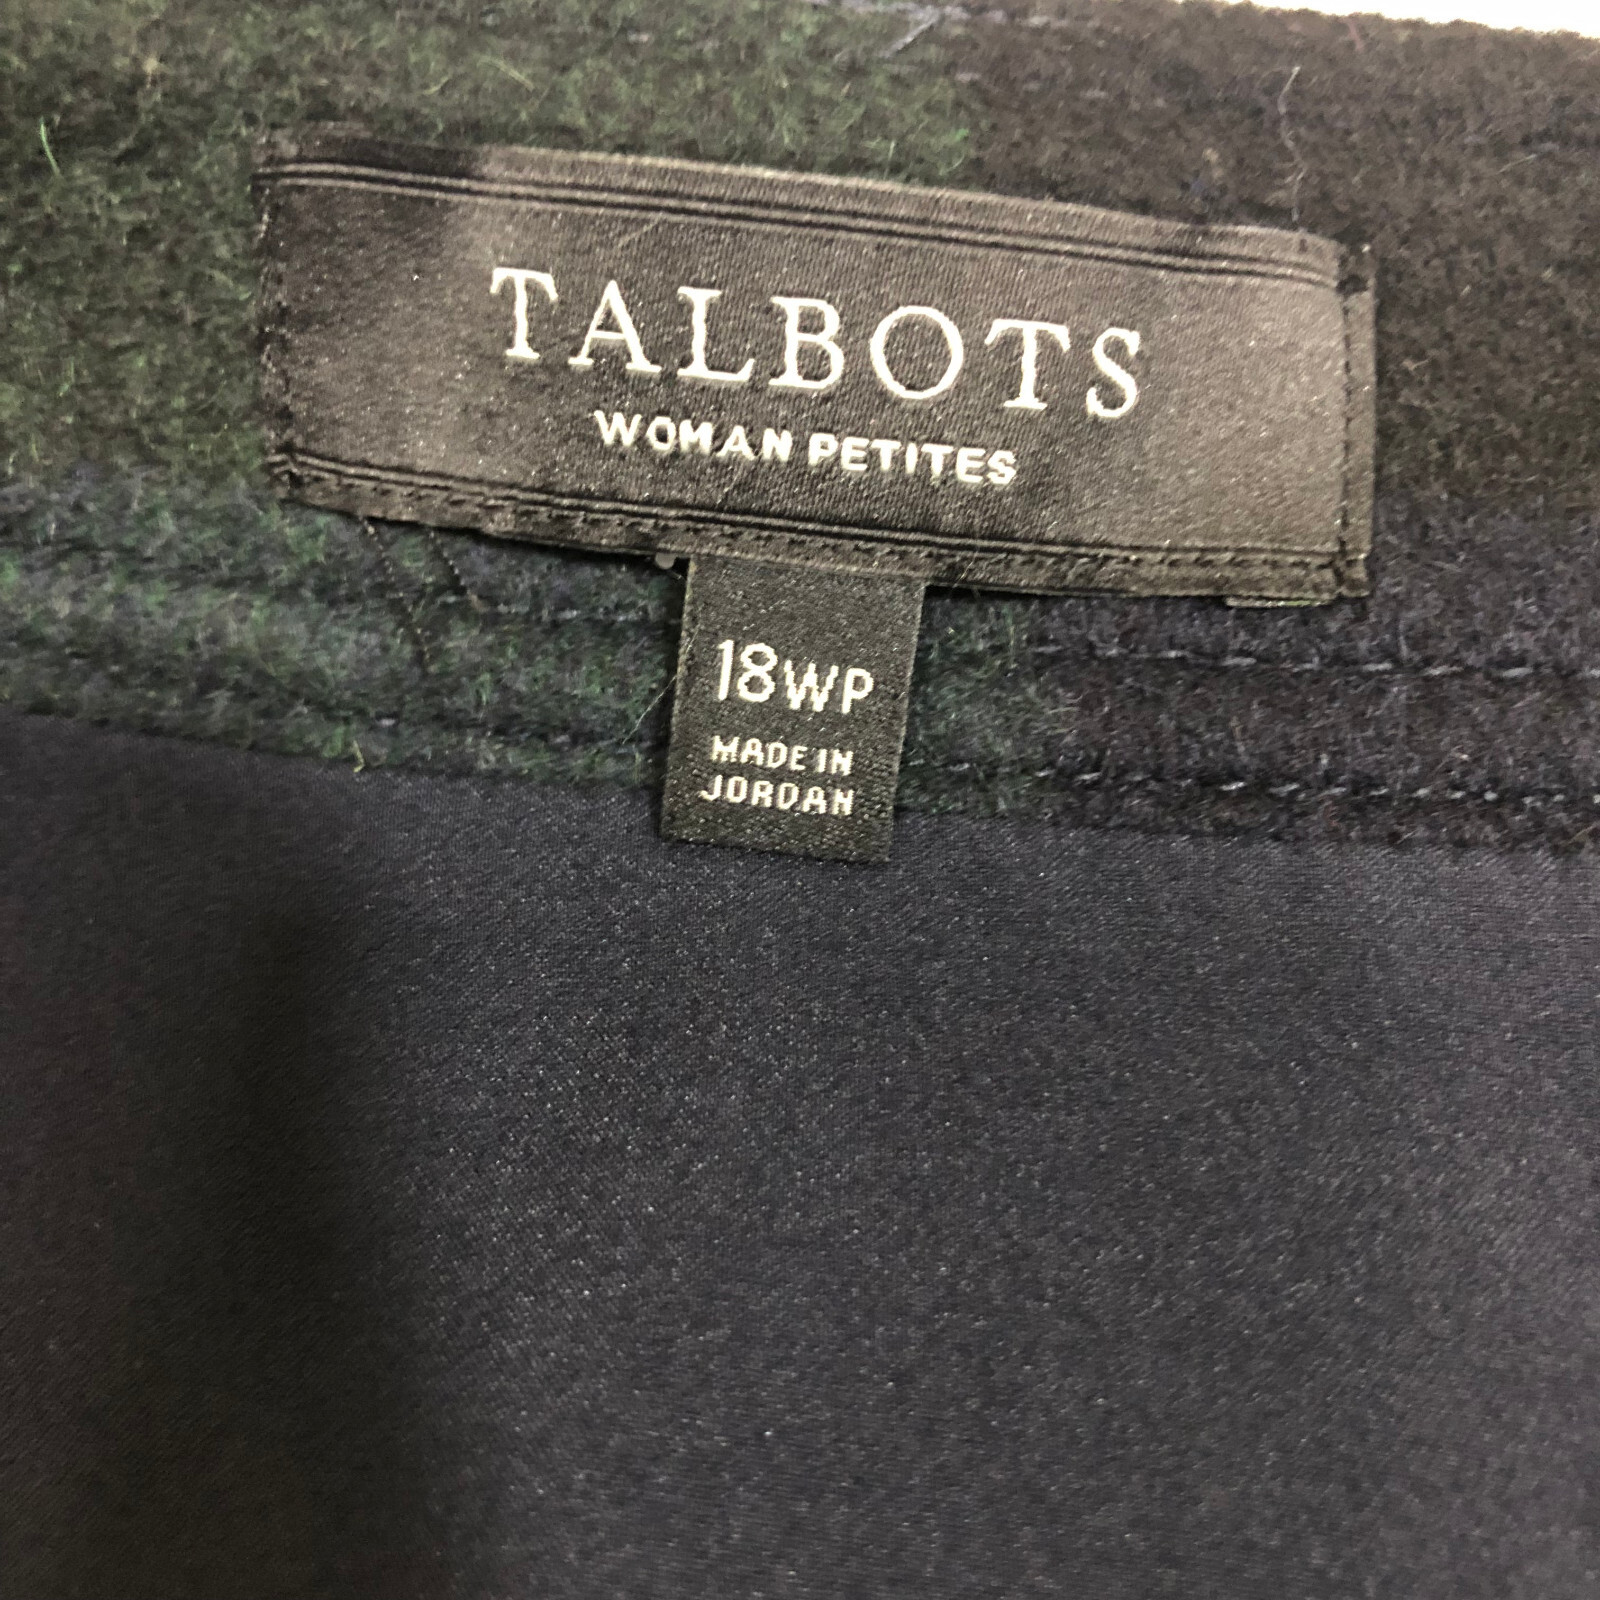 TALBOTS
WOMAN PETITES
18WP
MADE IN
JORDAN